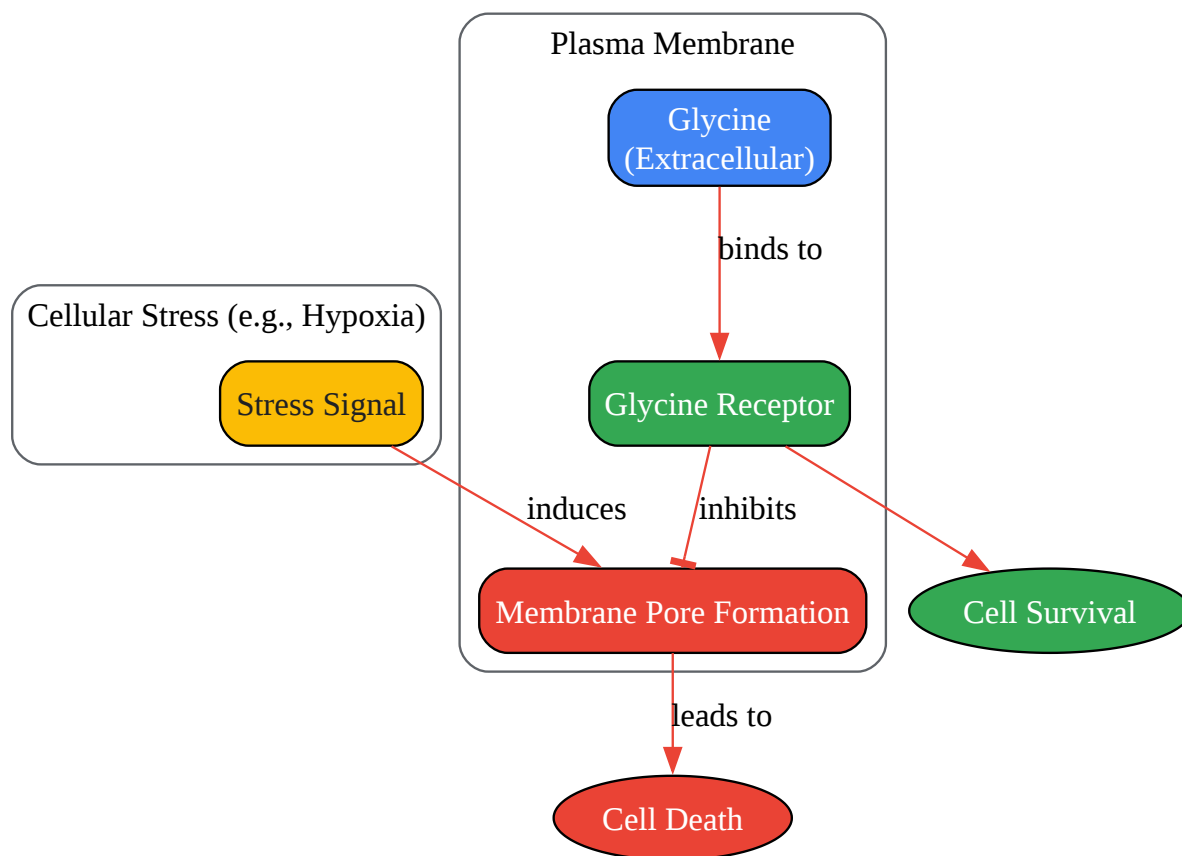 Plasma Membrane
Glycine
(Extracellular)
binds to
Cellular Stress (e.g., Hypoxia)
Stress Signal
Glycine Receptor
induces
inhibits
Membrane Pore Formation
Cell Survival
leads to
Cell Death